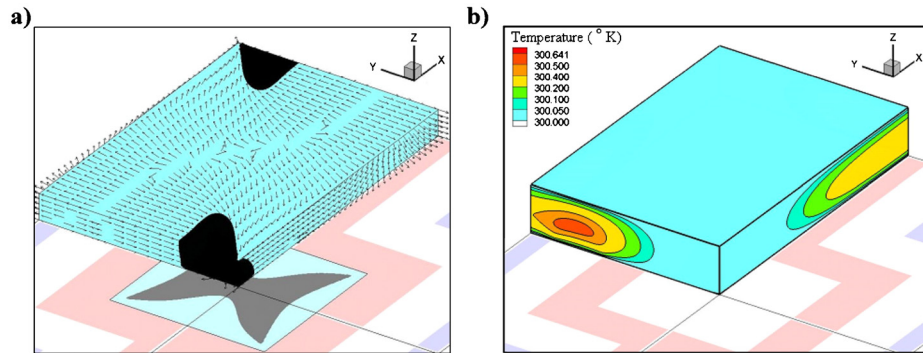 a)
Z
Y
X
b)
Temperature ( ° K )
300.641
300.500
300.400
300.200
300.100
300.050
300.000
Z
Y
X